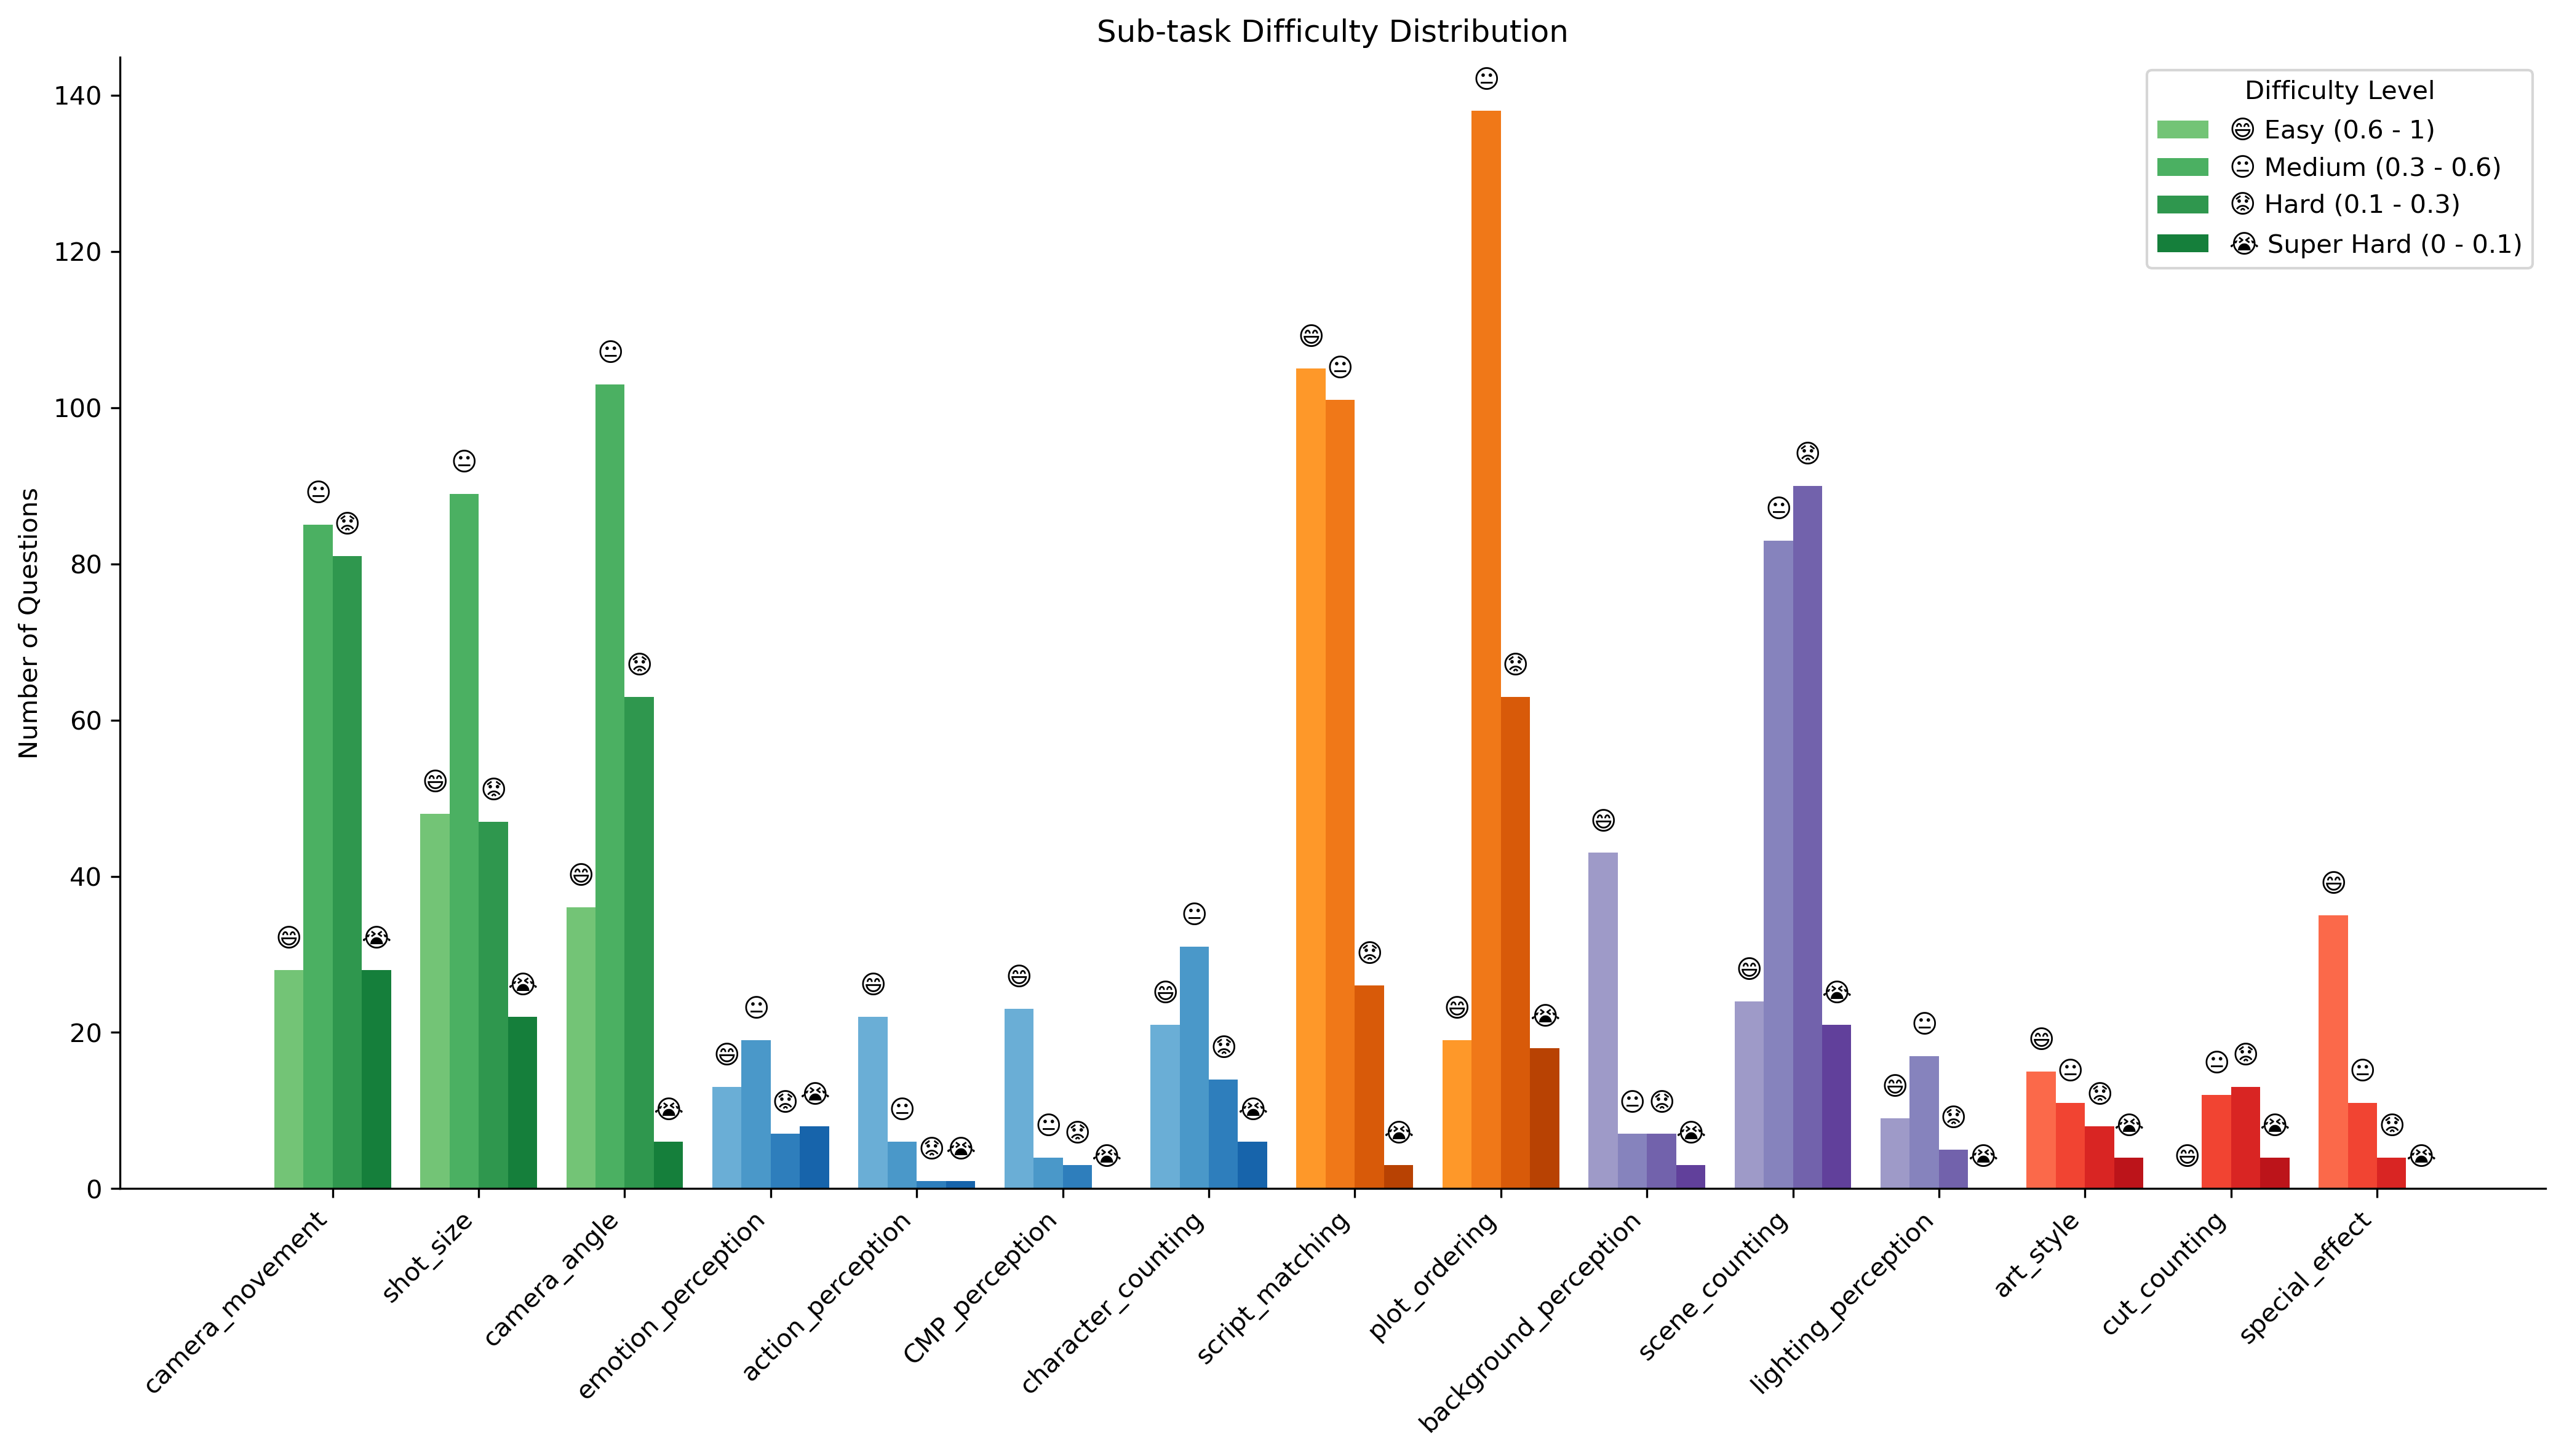 Sub-task Difficulty Distribution
Difficulty Level
😄 Easy (0.6 - 1)
😐 Medium (0.3 - 0.6)
😟 Hard (0.1 - 0.3)
😭 Super Hard (0 - 0.1)
Number of Questions
140
120
100
80
60
40
20
0
camera_movement
shot_size
camera_angle
emotion_perception
action_perception
CMP_perception
character_counting
script_matching
plot_ordering
background_perception
scene_counting
lighting_perception
art_style
cut_counting
special_effect